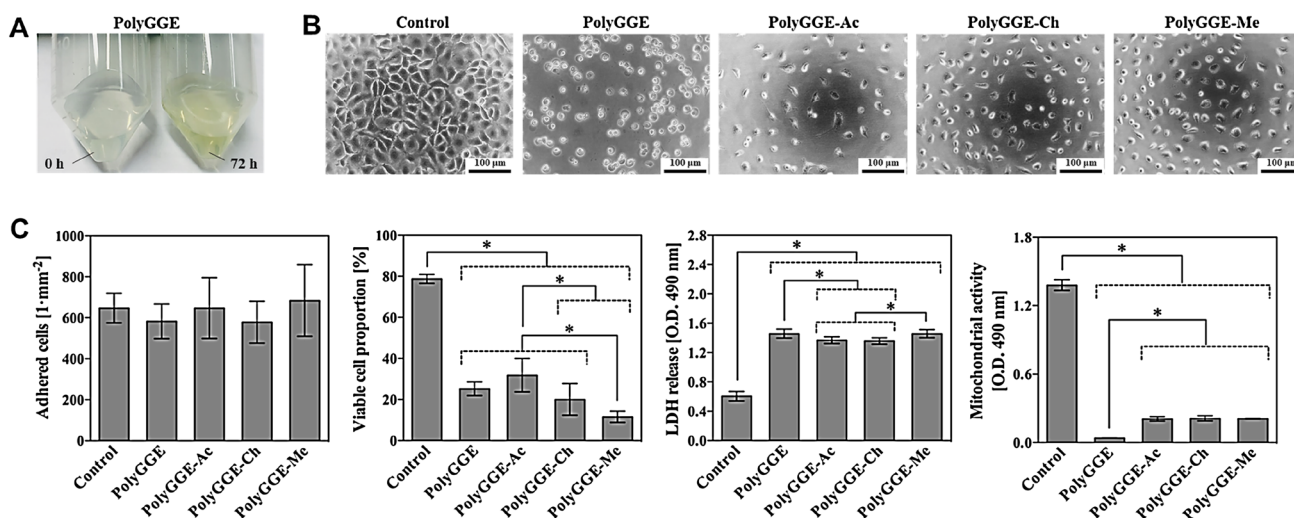 A
PolyGGE
0 h
72 h
B
Control
PolyGGE
PolyGGE-Ac
PolyGGE-Ch
PolyGGE-Me
100 µm
100 µm
100 µm
100 µm
100 µm
C
Adhered cells [1·mm⁻²]
1000
800
600
400
200
0
Control
PolyGGE
PolyGGE-Ac
PolyGGE-Ch
PolyGGE-Me
Viable cell proportion [%]
100
80
60
40
20
0
*
*
*
Control
PolyGGE
PolyGGE-Ac
PolyGGE-Ch
PolyGGE-Me
LDH release [O.D. 490 nm]
2.8
2.4
2.0
1.6
1.2
0.8
0.4
0.0
*
*
*
Control
PolyGGE
PolyGGE-Ac
PolyGGE-Ch
PolyGGE-Me
Mitochondrial activity
[O.D. 490 nm]
1.8
1.2
0.6
0.0
*
*
Control
PolyGGE
PolyGGE-Ac
PolyGGE-Ch
PolyGGE-Me